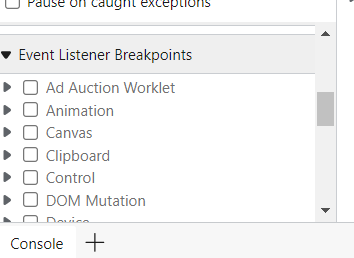 Pause on caught exceptions
Event Listener Breakpoints
Ad Auction Worklet
Animation
Canvas
Clipboard
Control
DOM Mutation
Device
Console